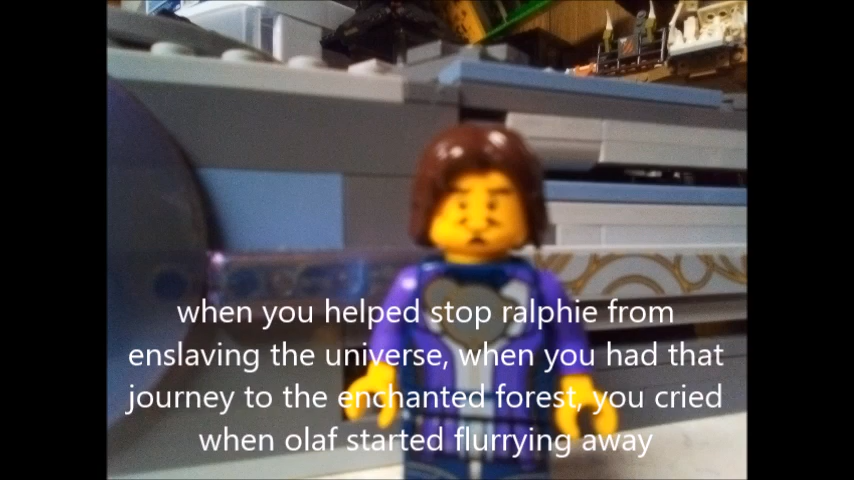 when you helped stop ralphie from
enslaving the universe, when you had that
journey to the enchanted forest, you cried
when olaf started flurrying away